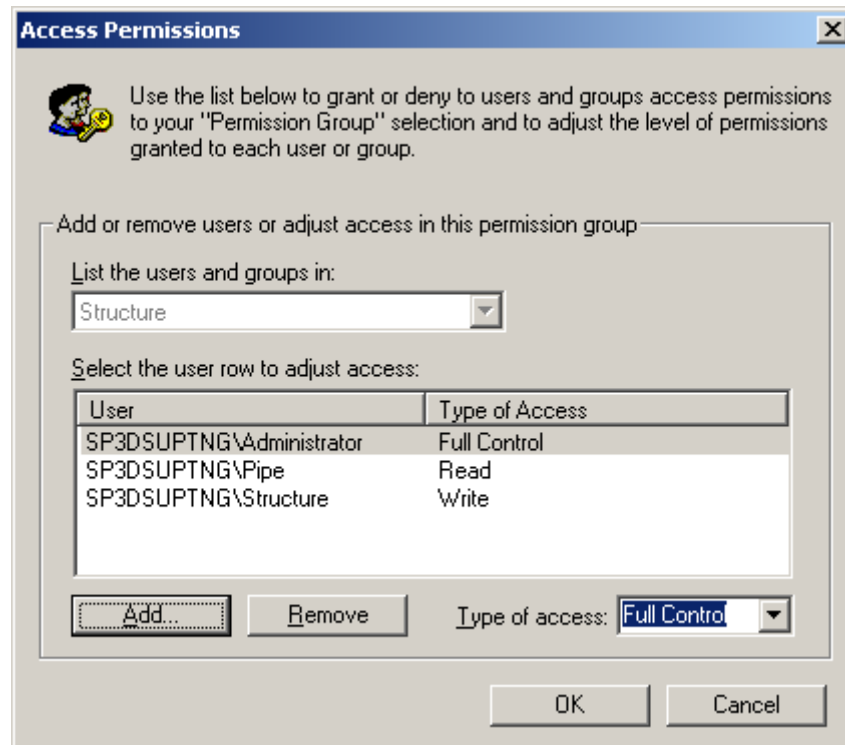 Access Permissions
Use the list below to grant or deny to users and groups access permissions
to your "Permission Group" selection and to adjust the level of permissions
granted to each user or group.
Add or remove users or adjust access in this permission group
List the users and groups in:
Structure
Select the user row to adjust access:
User Type of Access
SP3DSUPTNG\Administrator Full Control
SP3DSUPTNG\Pipe Read
SP3DSUPTNG\Structure Write
Add... Remove Type of access: Full Control
OK Cancel